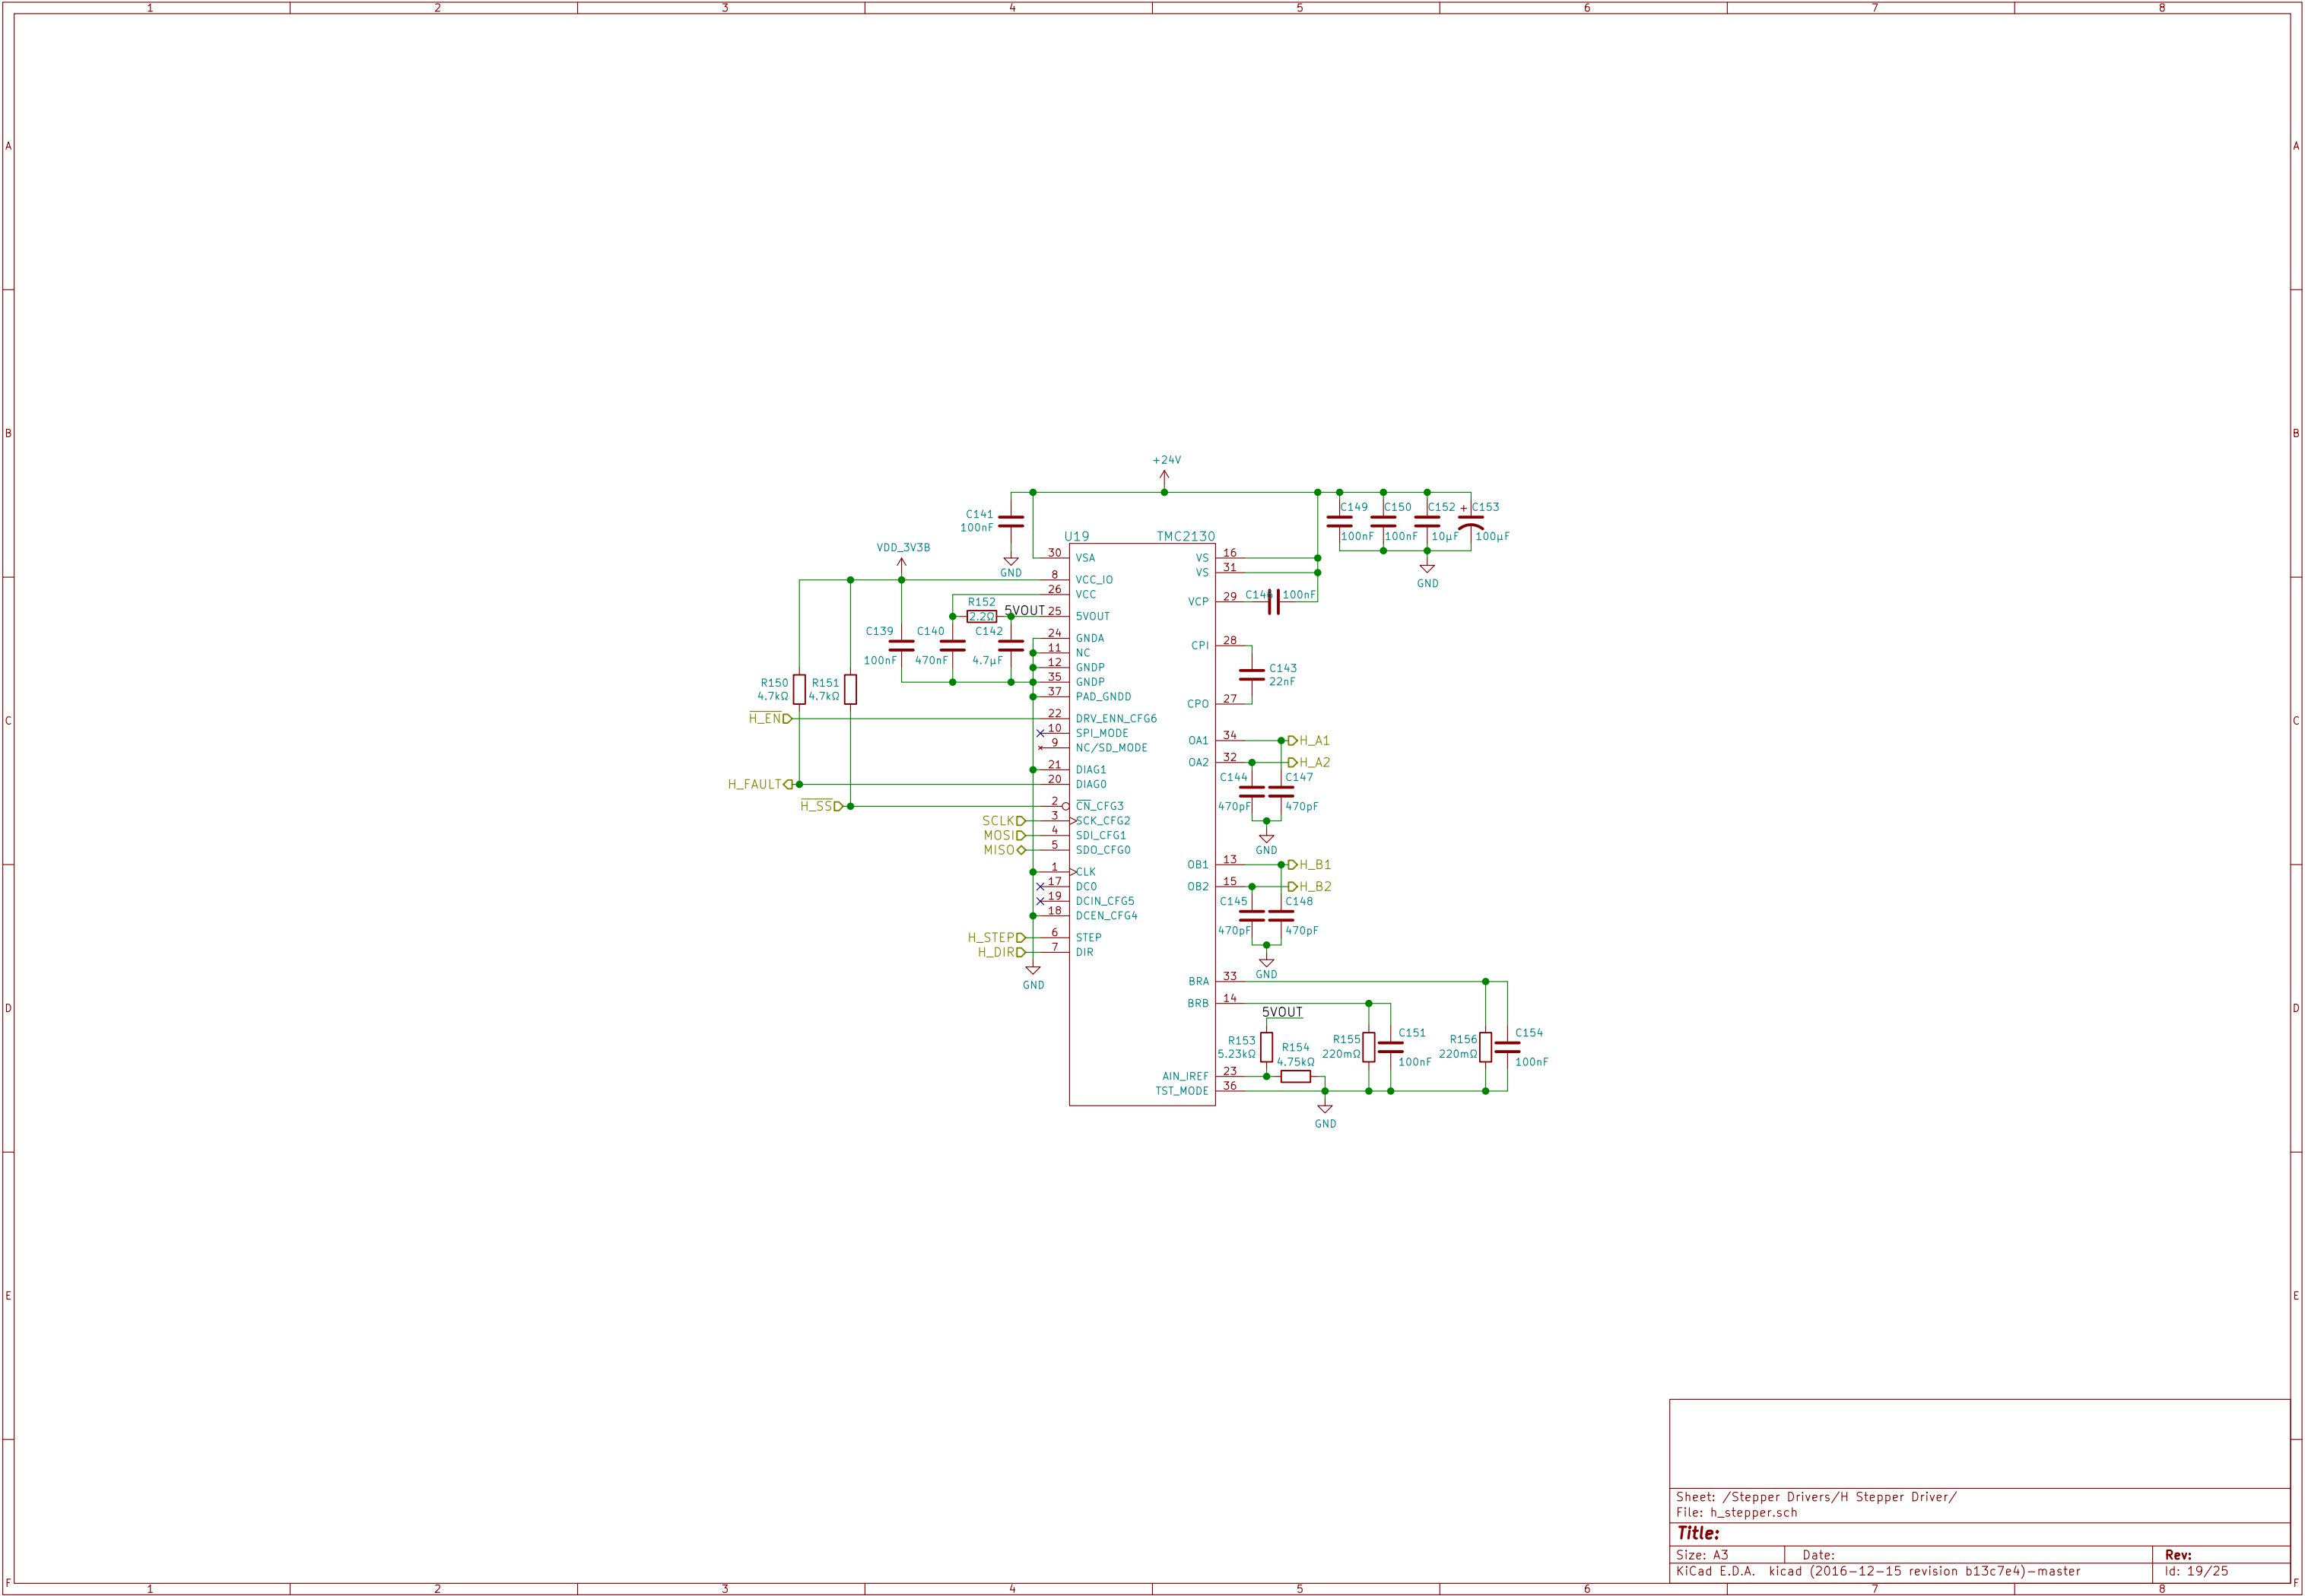 1 2 3 4 5 6 7 8
A A
B B
C C
D D
E E
F F
+24V
C141
100nF
GND
C149
100nF
C150
100nF
C152
10µF
+ C153
100µF
GND
VDD_3V3B
U19 TMC2130
30 VSA
8 VCC_IO
26 VCC
25 5VOUT
24 GNDA
11 NC
12 GNDP
35 GNDP
37 PAD_GNDD
22 DRV_ENN_CFG6
10 SPI_MODE
9 NC/SD_MODE
21 DIAG1
20 DIAG0
2 CN_CFG3
3 SCK_CFG2
4 SDI_CFG1
5 SDO_CFG0
1 CLK
17 DCO
19 DCIN_CFG5
18 DCEN_CFG4
6 STEP
7 DIR
VS 16
VS 31
VCP 29
CPI 28
CPO 27
OA1 34
OA2 32
OB1 13
OB2 15
BRA 33
BRB 14
AIN_IREF 23
TST_MODE 36
R152
2.2Ω
5VOUT
C139
100nF
C140
470nF
C142
4.7µF
R150
4.7kΩ
R151
4.7kΩ
H_EN
H_FAULT
H_SS
SCLK
MOSI
MISO
H_STEP
H_DIR
GND
C146 100nF
C143
22nF
H_A1
H_A2
C144
470pF
C147
470pF
GND
H_B1
H_B2
C145
470pF
C148
470pF
GND
5VOUT
R153
5.23kΩ
R154
4.75kΩ
R155
220mΩ
C151
100nF
R156
220mΩ
C154
100nF
GND
Sheet: /Stepper Drivers/H Stepper Driver/
File: h_stepper.sch
Title:
Size: A3 Date: Rev:
KiCad E.D.A. kicad (2016-12-15 revision b13c7e4)-master Id: 19/25
1 2 3 4 5 6 7 8